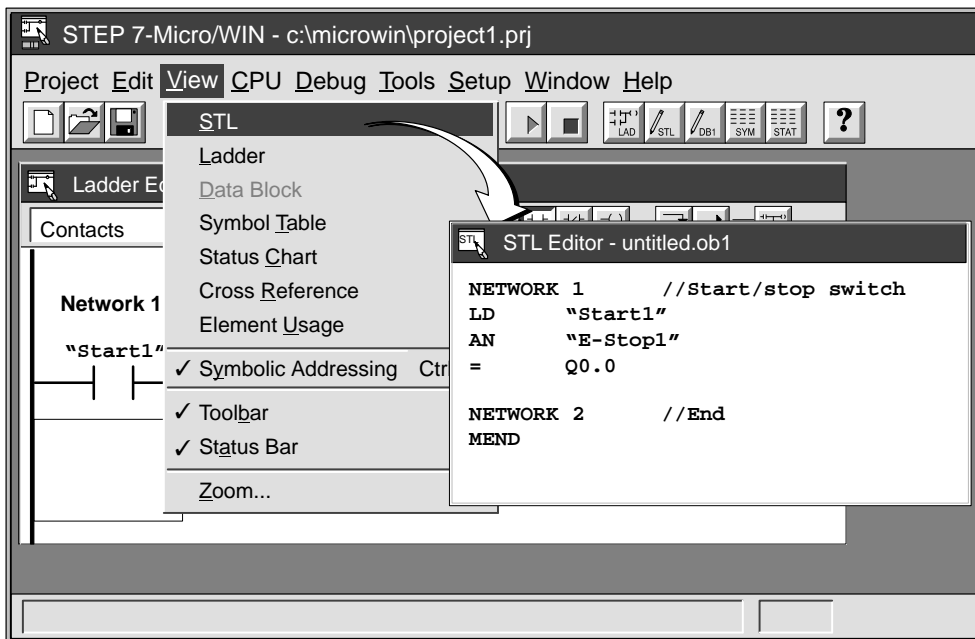 STEP 7-Micro/WIN - c:\microwin\project1.prj
Project Edit View CPU Debug Tools Setup Window Help
LAD STL DB1 SYM STAT ?
STL
Ladder
Data Block
Symbol Table
Status Chart
Cross Reference
Element Usage
✓ Symbolic Addressing
✓ Toolbar
✓ Status Bar
Zoom...
Ladder
Contacts
Network 1
“Start1”
STL STL Editor - untitled.ob1
NETWORK 1 //Start/stop switch
LD “Start1”
AN “E-Stop1”
= Q0.0
NETWORK 2 //End
MEND